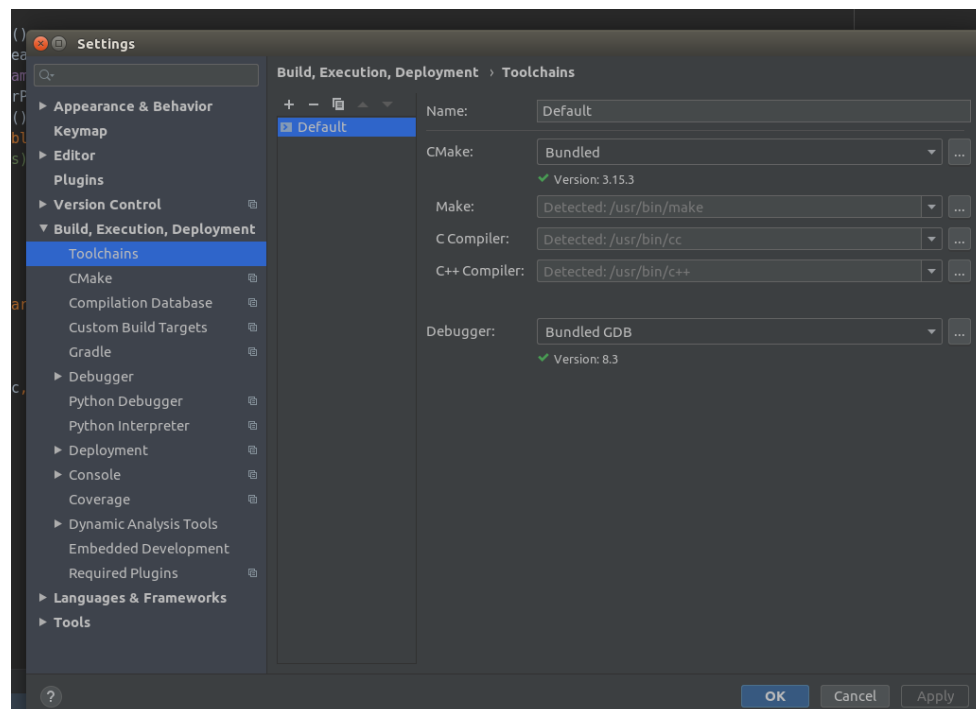 Settings
Build, Execution, Deployment › Toolchains
Appearance & Behavior
Keymap
Editor
Plugins
Version Control
Build, Execution, Deployment
Toolchains
CMake
Compilation Database
Custom Build Targets
Gradle
Debugger
Python Debugger
Python Interpreter
Deployment
Console
Coverage
Dynamic Analysis Tools
Embedded Development
Required Plugins
Languages & Frameworks
Tools
Default
Name: Default
CMake: Bundled
Version: 3.15.3
Make: Detected: /usr/bin/make
C Compiler: Detected: /usr/bin/cc
C++ Compiler: Detected: /usr/bin/c++
Debugger: Bundled GDB
Version: 8.3
? OK Cancel Apply